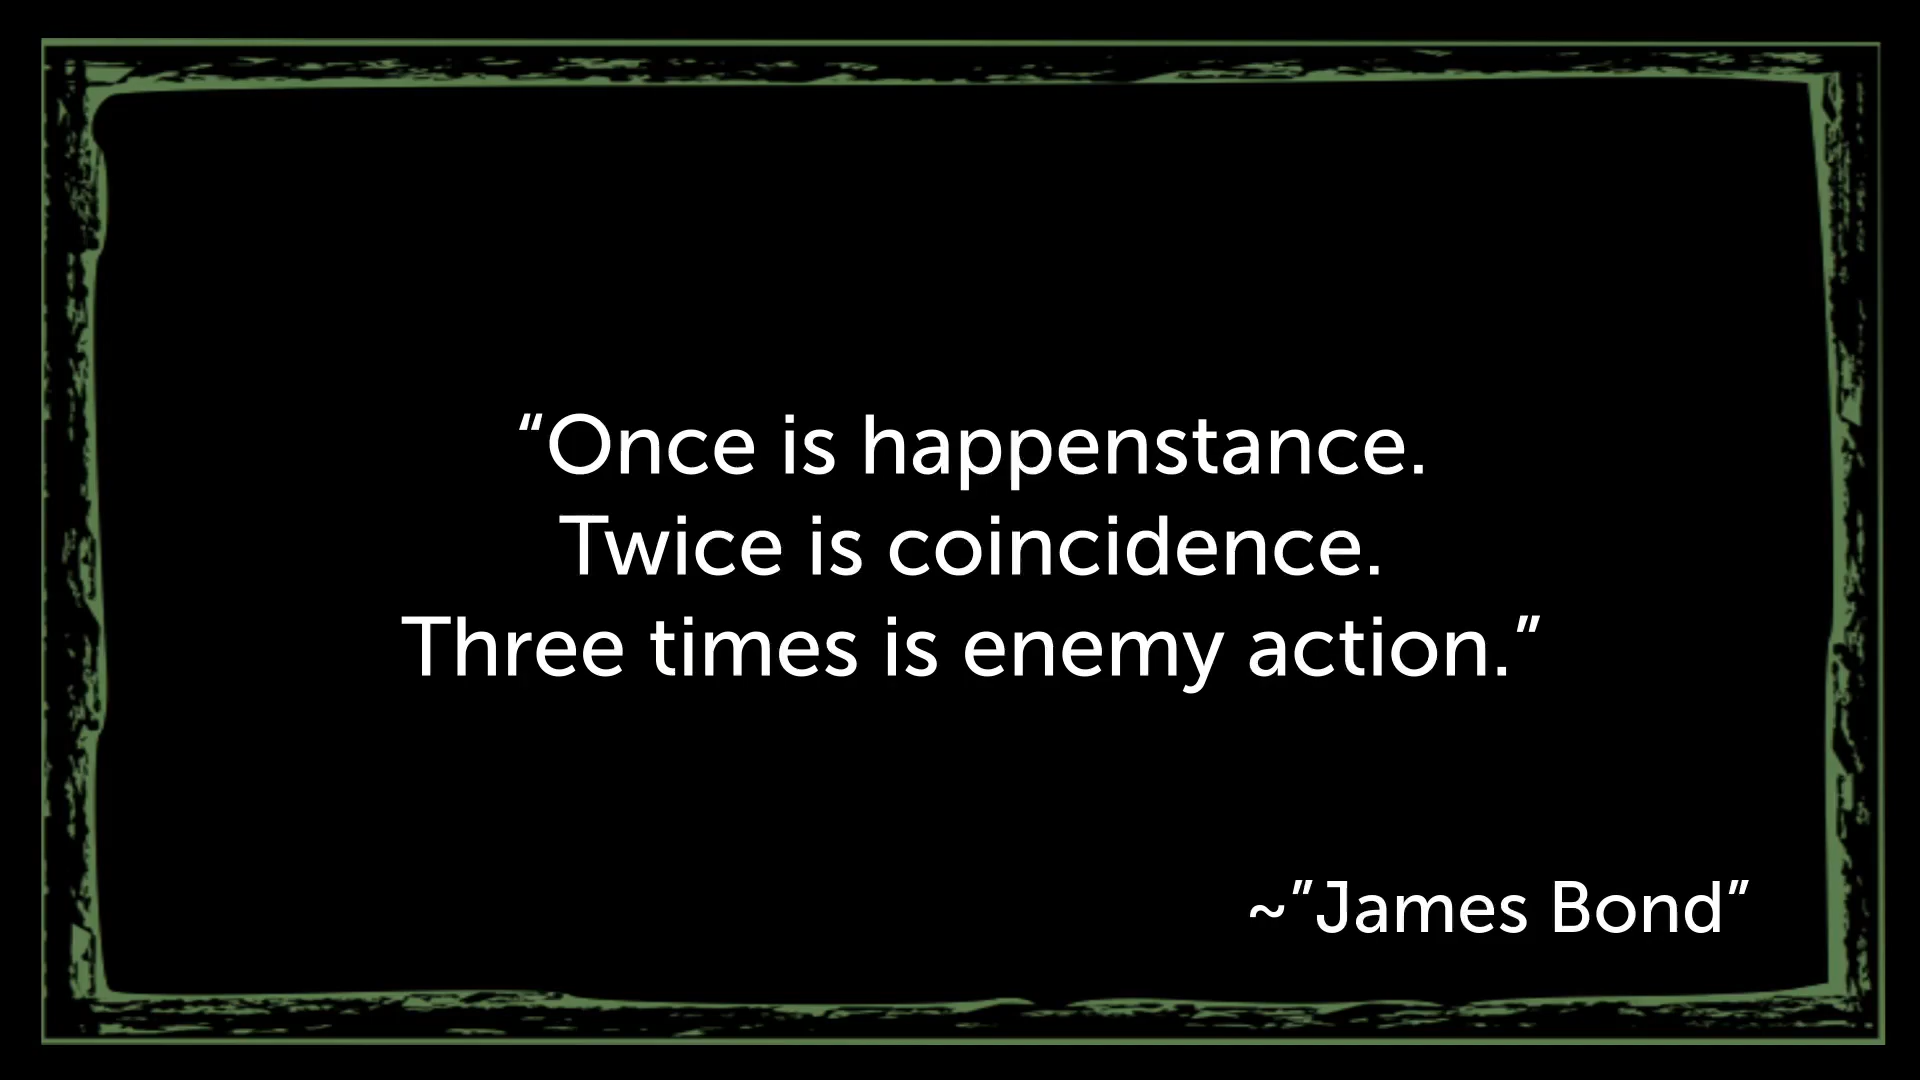 “Once is happenstance.
Twice is coincidence.
Three times is enemy action.”
~”James Bond”